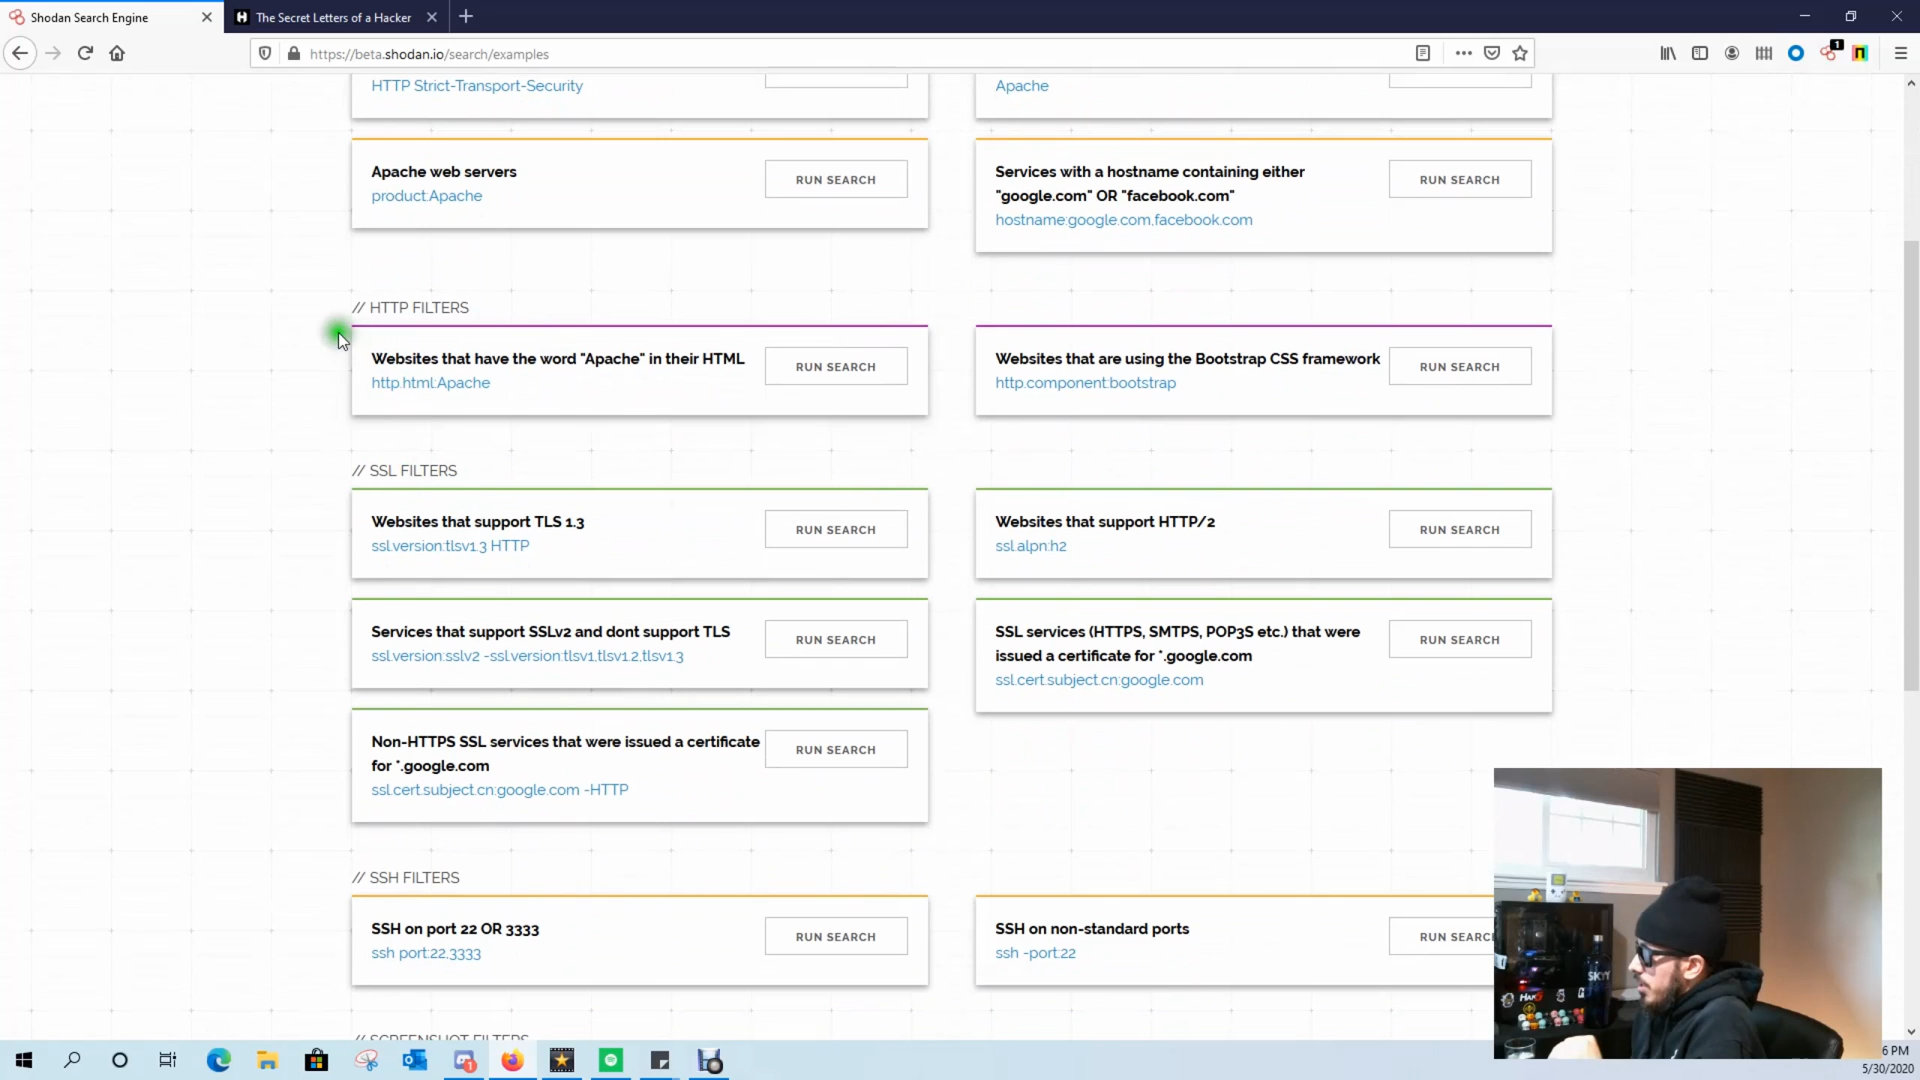 Shodan Search Engine
The Secret Letters of a Hacker
https://beta.shodan.io/search/examples
1
HTTP Strict-Transport-Security
Apache
Apache web servers
product:Apache
RUN SEARCH
Services with a hostname containing either
"google.com" OR "facebook.com"
hostname:google.com,facebook.com
RUN SEARCH
// HTTP FILTERS
Websites that have the word "Apache" in their HTML
http.html:Apache
RUN SEARCH
Websites that are using the Bootstrap CSS framework
http.component:bootstrap
RUN SEARCH
// SSL FILTERS
Websites that support TLS 1.3
ssl.version:tlsv1.3 HTTP
RUN SEARCH
Websites that support HTTP/2
ssl.alpn:h2
RUN SEARCH
Services that support SSLv2 and dont support TLS
ssl.version:sslv2 -ssl.version:tlsv1,tlsv1.2,tlsv1.3
RUN SEARCH
SSL services (HTTPS, SMTPS, POP3S etc.) that were
issued a certificate for *.google.com
ssl.cert.subject.cn:google.com
RUN SEARCH
Non-HTTPS SSL services that were issued a certificate
for *.google.com
ssl.cert.subject.cn:google.com -HTTP
RUN SEARCH
// SSH FILTERS
SSH on port 22 OR 3333
ssh port:22,3333
RUN SEARCH
SSH on non-standard ports
ssh -port:22
RUN SEARC
// SCREENSHOT FILTERS
SKYY
6 PM
5/30/2020